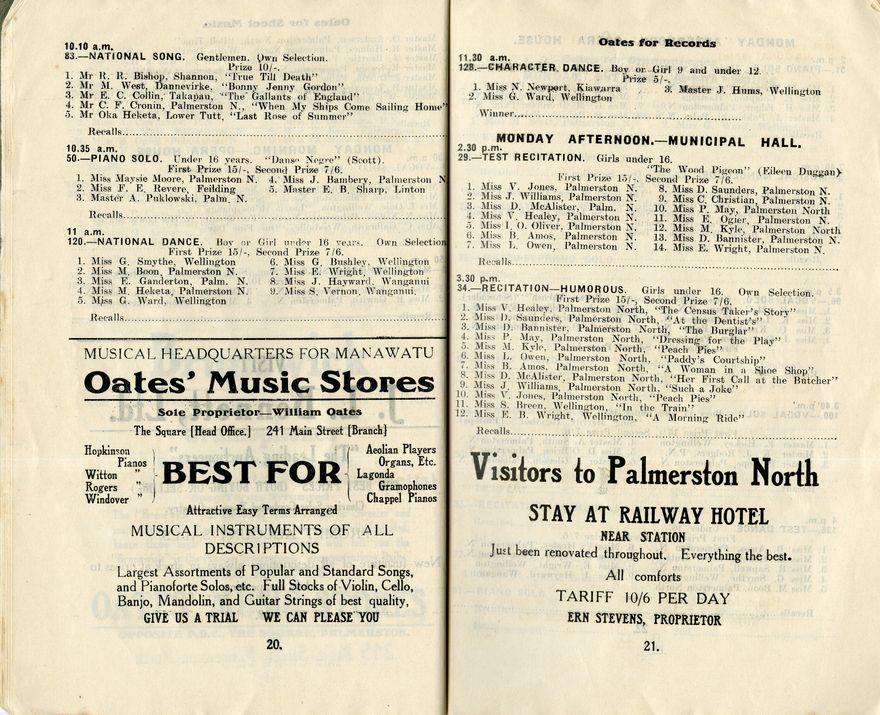 10.10 a.m.
83.—NATIONAL SONG. Gentlemen. Own Selection.
Prize 10/-.
1. Mr R. R. Bishop, Shannon, "True Till Death"
2. Mr M. West, Dannevirke, "Bonny Jenny Gordon"
3. Mr E. C. Collin, Takapau, "The Gallants of England"
4. Mr C. F. Cronin, Palmerston N., "When My Ships Come Sailing Home"
5. Mr Oka Heketa, Lower Tutt, "Last Rose of Summer"
Recalls
10.35 a.m.
50.—PIANO SOLO. Under 16 years. "Danse Negre" (Scott).
First Prize 15/-, Second Prize 7/6.
1. Miss Maysie Moore, Palmerston N. 4. Miss J. Bambery, Palmerston N
2. Miss F. E. Revere, Feilding 5. Master E. B. Sharp, Linton
3. Master A. Puklowski, Palm. N.
Recalls
11 a.m.
120.—NATIONAL DANCE. Boy or Girl under 16 years. Own Selection
First Prize 15/-, Second Prize 7/6.
1. Miss G. Smythe, Wellington 6. Miss G. Bushley, Wellington
2. Miss M. Boon, Palmerston N. 7. Miss E. Wright, Wellington
3. Miss E. Ganderton, Palm. N. 8. Miss J. Hayward, Wanganui
4. Miss M. Heketa, Palmerston N. 9. Miss S. Vernon, Wanganui.
5. Miss G. Ward, Wellington
Recalls
MUSICAL HEADQUARTERS FOR MANAWATU
Oates' Music Stores
Sole Proprietor—William Oates
The Square [Head Office.] 241 Main Street [Branch]
Hopkinson Pianos
Witton "
Rogers "
Windover "
BEST FOR
Aeolian Players
Organs, Etc.
Lagonda
Gramophones
Chappel Pianos
Attractive Easy Terms Arranged
MUSICAL INSTRUMENTS OF ALL
DESCRIPTIONS
Largest Assortments of Popular and Standard Songs,
and Pianoforte Solos, etc. Full Stocks of Violin, Cello,
Banjo, Mandolin, and Guitar Strings of best quality,
GIVE US A TRIAL WE CAN PLEASE YOU
20.
Oates for Records
11.30 a.m.
128.—CHARACTER DANCE. Boy or Girl 9 and under 12.
Prize 5/-.
1. Miss N. Newport, Kiawarra 3. Master J. Hums, Wellington
2. Miss G. Ward, Wellington
Winner
MONDAY AFTERNOON.—MUNICIPAL HALL.
2.30 p.m.
29.—TEST RECITATION. Girls under 16.
"The Wood Pigeon" (Eileen Duggan)
First Prize 15/-. Second Prize 7/6.
1. Miss V. Jones, Palmerston N. 8. Miss D. Saunders, Palmerston N.
2. Miss J. Williams, Palmerston N. 9. Miss C. Christian, Palmerston N.
3. Miss D. McAlister, Palm. N. 10. Miss P. May, Palmerston North
4. Miss V. Healey, Palmerston N. 11. Miss E. Ogier, Palmerston N.
5. Miss I. O. Oliver, Palmerston N. 12. Miss M. Kyle, Palmerston North
6. Miss B. Amos, Palmerston N. 13. Miss D. Bannister, Palmerston N.
7. Miss L. Owen, Palmerston N. 14. Miss E. Wright, Palmerston N.
Recalls
3.30 p.m.
34.—RECITATION—HUMOROUS. Girls under 16. Own Selection.
First Prize 15/-, Second Prize 7/6.
1. Miss V. Healey, Palmerston North, "The Census Taker's Story"
2. Miss D. Saunders, Palmerston North, "At the Dentist's"
3. Miss D. Bannister, Palmerston North, "The Burglar"
4. Miss P. May, Palmerston North, "Dressing for the Play"
5. Miss M. Kyle, Palmerston North, "Peach Pies"
6. Miss L. Owen, Palmerston North, "Paddy's Courtship"
7. Miss B. Amos, Palmerston North, "A Woman in a Shoe Shop"
8. Miss D. McAlister, Palmerston North, "Her First Call at the Butcher"
9. Miss J. Williams, Palmerston North, "Such a Joke"
10. Miss V. Jones, Palmerston North, "Peach Pies"
11. Miss S. Breen, Wellington, "In the Train"
12. Miss E. B. Wright, Wellington, "A Morning Ride"
Recalls
Visitors to Palmerston North
STAY AT RAILWAY HOTEL
NEAR STATION
Just been renovated throughout. Everything the best.
All comforts
TARIFF 10/6 PER DAY
ERN STEVENS, PROPRIETOR
21.